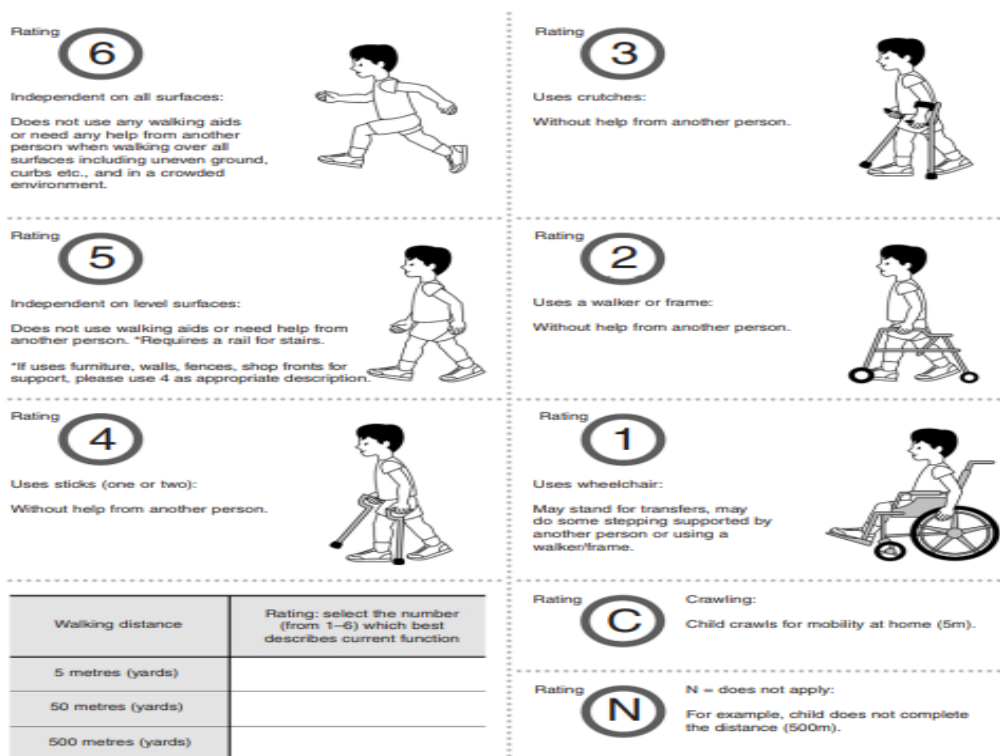 Rating
6
Independent on all surfaces:
Does not use any walking aids
or need any help from another
person when walking over all
surfaces including uneven ground,
curbs etc., and in a crowded
environment.
Rating
5
Independent on level surfaces:
Does not use walking aids or need help from
another person. *Requires a rail for stairs.
*If uses furniture, walls, fences, shop fronts for
support, please use 4 as appropriate description.
Rating
4
Uses sticks (one or two):
Without help from another person.
Walking distance
Rating: select the number
(from 1–6) which best
describes current function
5 metres (yards)
50 metres (yards)
500 metres (yards)
Rating
3
Uses crutches:
Without help from another person.
Rating
2
Uses a walker or frame:
Without help from another person.
Rating
1
Uses wheelchair:
May stand for transfers, may
do some stepping supported by
another person or using a
walker/frame.
Rating
C
Crawling:
Child crawls for mobility at home (5m).
Rating
N
N = does not apply:
For example, child does not complete
the distance (500m).